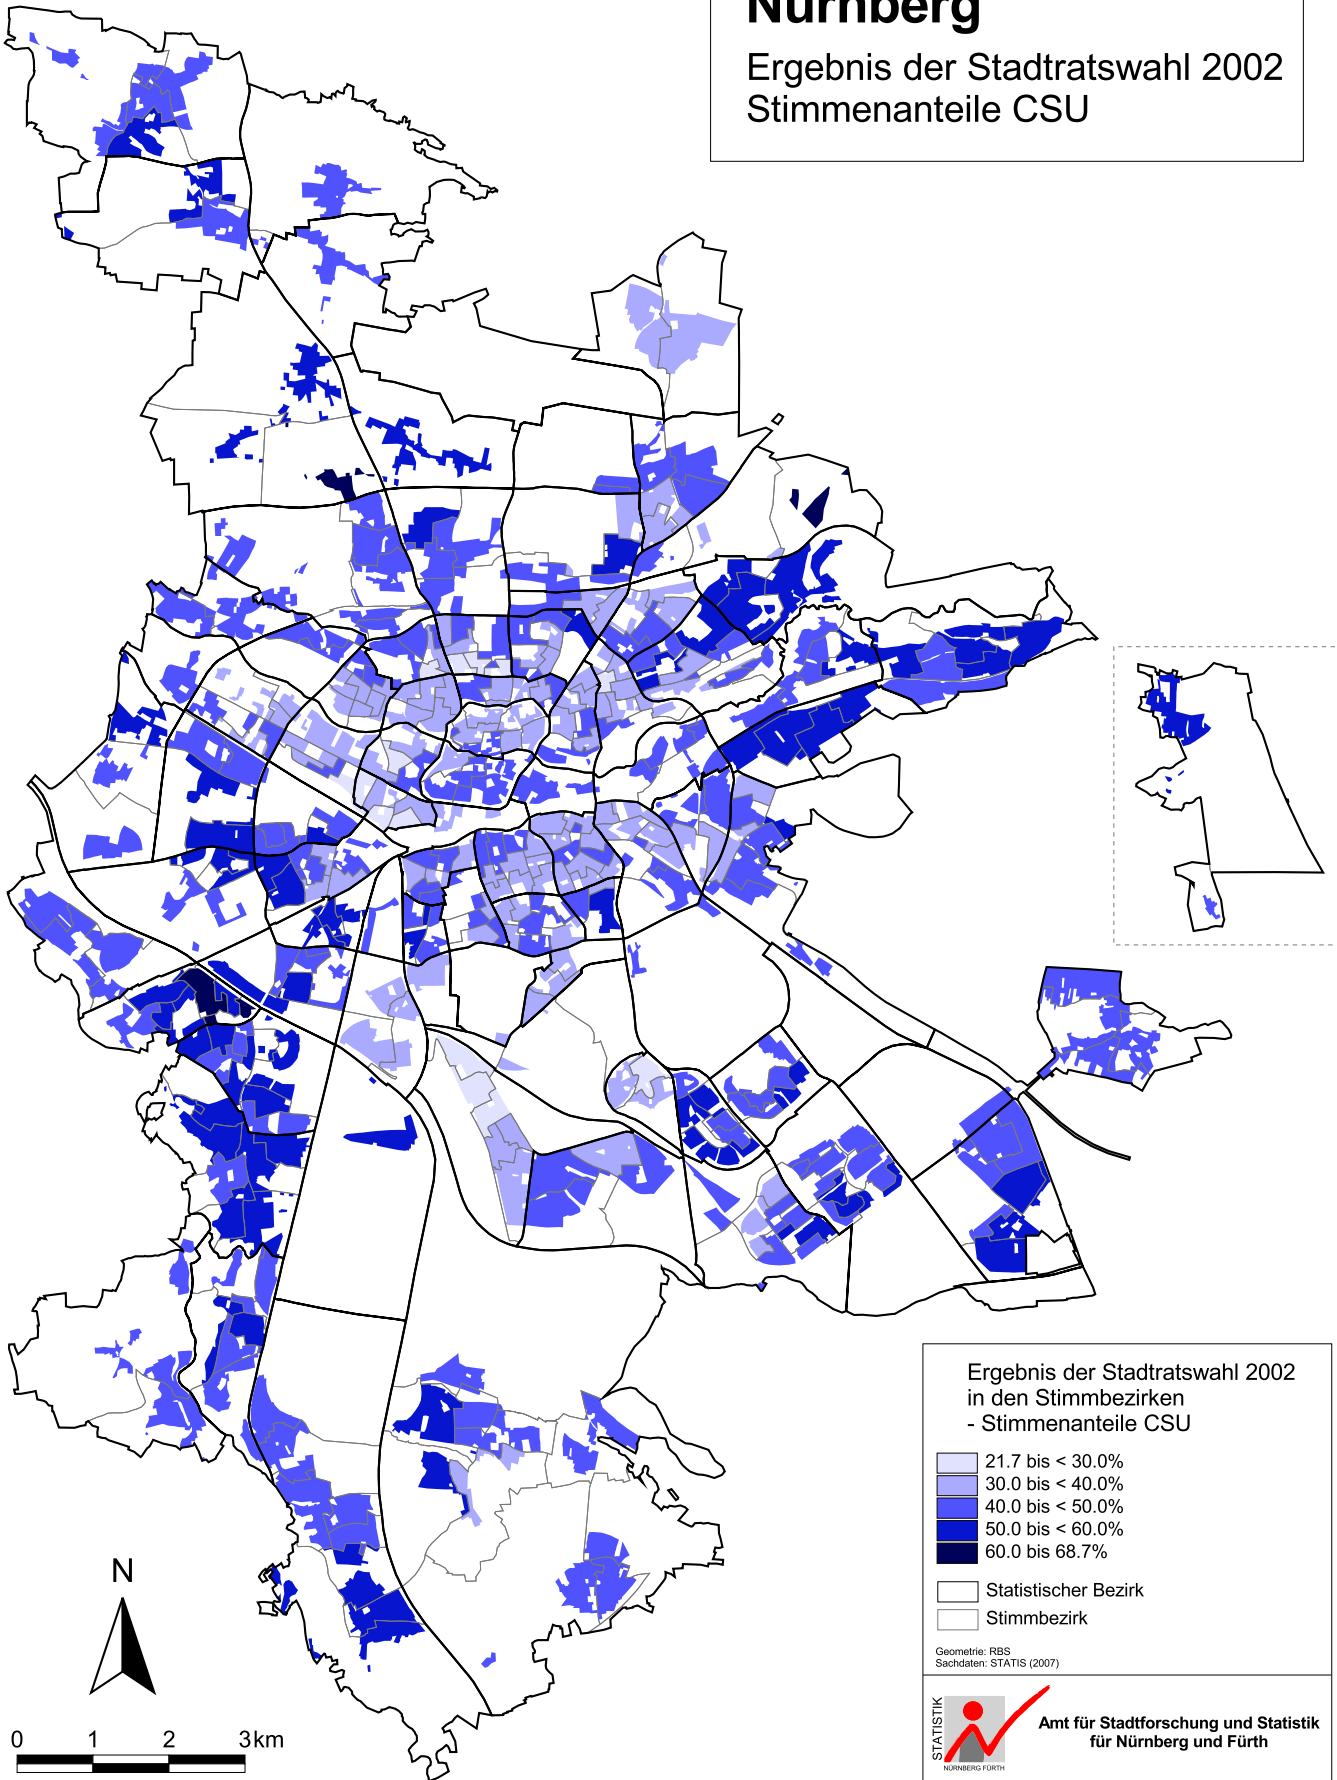 Nürnberg
Ergebnis der Stadtratswahl 2002
Stimmenanteile CSU
Ergebnis der Stadtratswahl 2002
in den Stimmbezirken
- Stimmenanteile CSU
21.7 bis < 30.0%
30.0 bis < 40.0%
40.0 bis < 50.0%
50.0 bis < 60.0%
60.0 bis 68.7%
Statistischer Bezirk
Stimmbezirk
Geometrie: RBS
Sachdaten: STATIS (2007)
STATISTIK
NÜRNBERG FÜRTH
Amt für Stadtforschung und Statistik
für Nürnberg und Fürth
N
0 1 2 3km